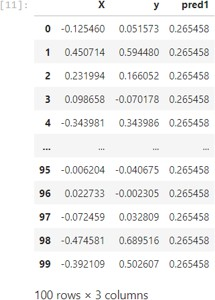 [11]:
X y pred1
0 -0.125460 0.051573 0.265458
1 0.450714 0.594480 0.265458
2 0.231994 0.166052 0.265458
3 0.098658 -0.070178 0.265458
4 -0.343981 0.343986 0.265458
... ... ... ...
95 -0.006204 -0.040675 0.265458
96 0.022733 -0.002305 0.265458
97 -0.072459 0.032809 0.265458
98 -0.474581 0.689516 0.265458
99 -0.392109 0.502607 0.265458
100 rows × 3 columns